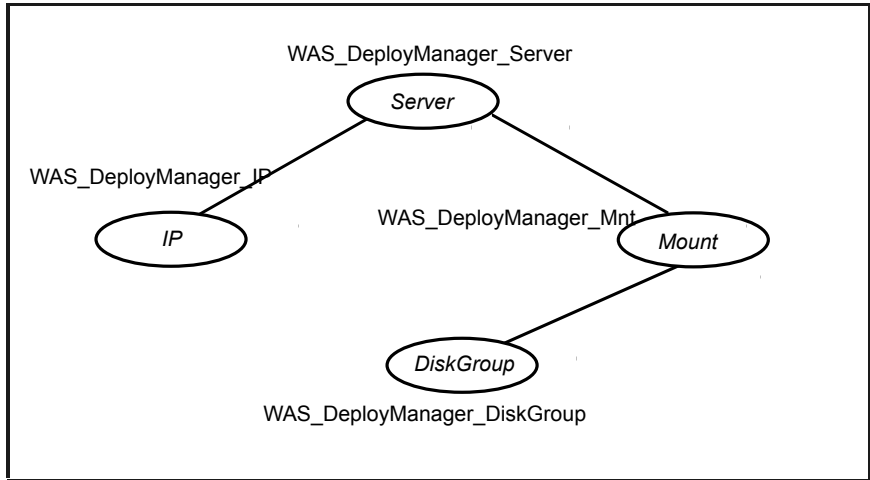 WAS_DeployManager_Server
Server
WAS_DeployManager_IP
IP
WAS_DeployManager_Mnt
Mount
DiskGroup
WAS_DeployManager_DiskGroup